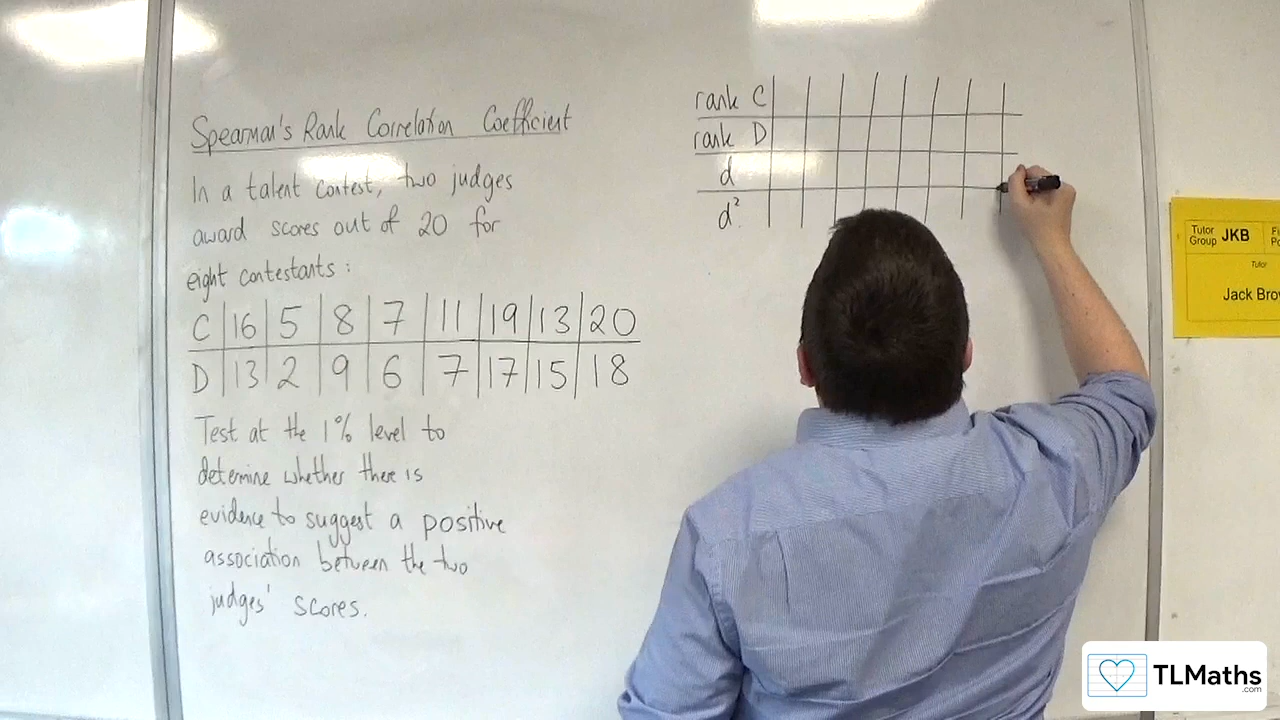 Spearman's Rank Correlation Coefficient
In a talent contest, two judges
award scores out of 20 for
eight contestants :
C 16 5 8 7 11 19 13 20
D 13 2 9 6 7 17 15 18
Test at the 1% level to
determine whether there is
evidence to suggest a positive
association between the two
judges' scores.
rank C
rank D
d
d²
Tutor
Group JKB
Tutor
Jack
TLMaths
.com